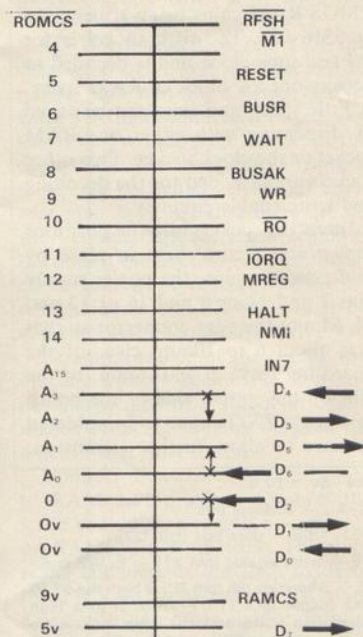 ROMCS RFSH
4 M1
5 RESET
6 BUSR
7 WAIT
8 BUSAK
9 WR
10 RO
11 IORQ
12 MREG
13 HALT
14 NMi
A15 IN7
A3 D4
A2 D3
A1 D5
A0 D6
0 D2
0v D1
0v D0
9v RAMCS
5v D7